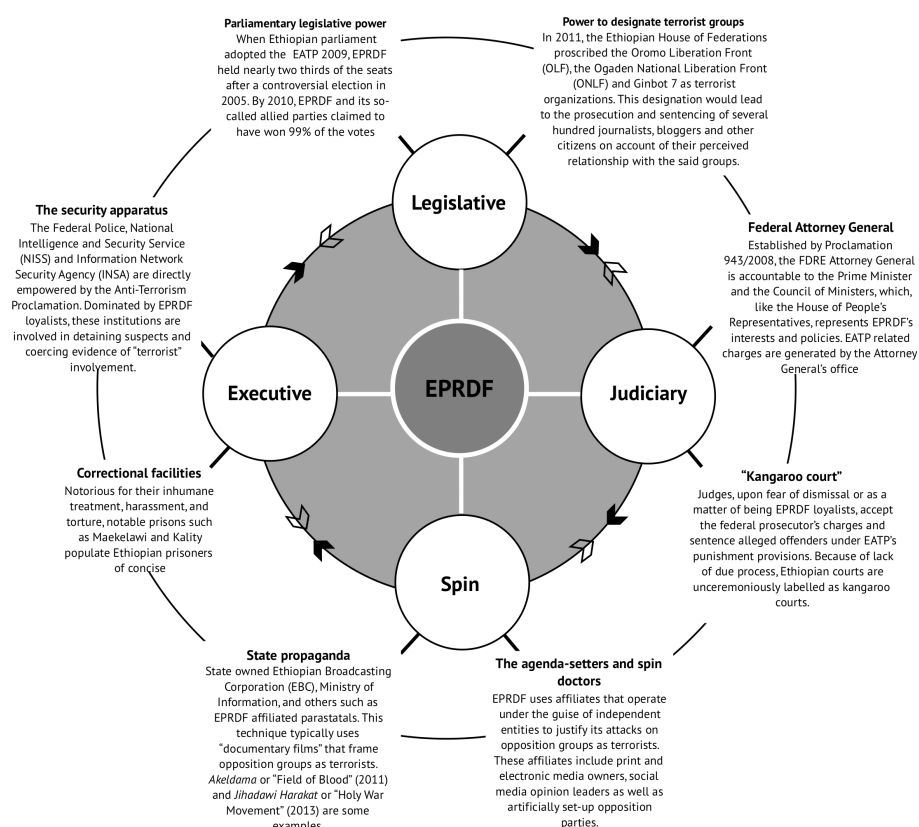 Parliamentary legislative power
When Ethiopian parliament
adopted the EATP 2009, EPRDF
held nearly two thirds of the seats
after a controversial election in
2005. By 2010, EPRDF and its so-
called allied parties claimed to
have won 99% of the votes
Power to designate terrorist groups
In 2011, the Ethiopian House of Federations
proscribed the Oromo Liberation Front
(OLF), the Ogaden National Liberation Front
(ONLF) and Ginbot 7 as terrorist
organizations. This designation would lead
to the prosecution and sentencing of several
hundred journalists, bloggers and other
citizens on account of their perceived
relationship with the said groups.
The security apparatus
The Federal Police, National
Intelligence and Security Service
(NISS) and Information Network
Security Agency (INSA) are directly
empowered by the Anti-Terrorism
Proclamation. Dominated by EPRDF
loyalists, these institutions are
involved in detaining suspects and
coercing evidence of “terrorist”
involvement.
Legislative
Federal Attorney General
Established by Proclamation
943/2008, the FDRE Attorney General
is accountable to the Prime Minister
and the Council of Ministers, which,
like the House of People’s
Representatives, represents EPRDF’s
interests and policies. EATP related
charges are generated by the Attorney
General’s office
Executive
EPRDF
Judiciary
Correctional facilities
Notorious for their inhumane
treatment, harassment, and
torture, notable prisons such
as Maekelawi and Kality
populate Ethiopian prisoners
of concise
“Kangaroo court”
Judges, upon fear of dismissal or as a
matter of being EPRDF loyalists, accept
the federal prosecutor’s charges and
sentence alleged offenders under EATP’s
punishment provisions. Because of lack
of due process, Ethiopian courts are
unceremoniously labelled as kangaroo
courts.
Spin
State propaganda
State owned Ethiopian Broadcasting
Corporation (EBC), Ministry of
Information, and others such as
EPRDF affiliated parastatals. This
technique typically uses
“documentary films” that frame
opposition groups as terrorists.
Akeldama or “Field of Blood” (2011)
and Jihadawi Harakat or “Holy War
Movement” (2013) are some
examples
The agenda-setters and spin
doctors
EPRDF uses affiliates that operate
under the guise of independent
entities to justify its attacks on
opposition groups as terrorists.
These affiliates include print and
electronic media owners, social
media opinion leaders as well as
artificially set-up opposition
parties.